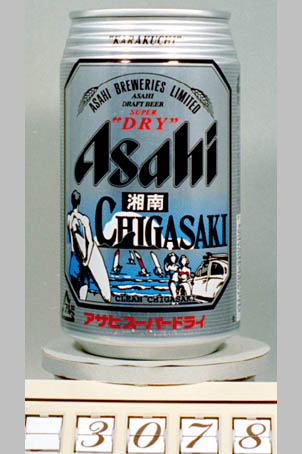 "KARAKUCHI"
ASAHI BREWERIES LIMITED
ASAHI
DRAFT BEER
SUPER
"DRY"
Asahi
湘南
CHIGASAKI
CLEAN CHIGASAKI
アサヒスーパードライ
3078